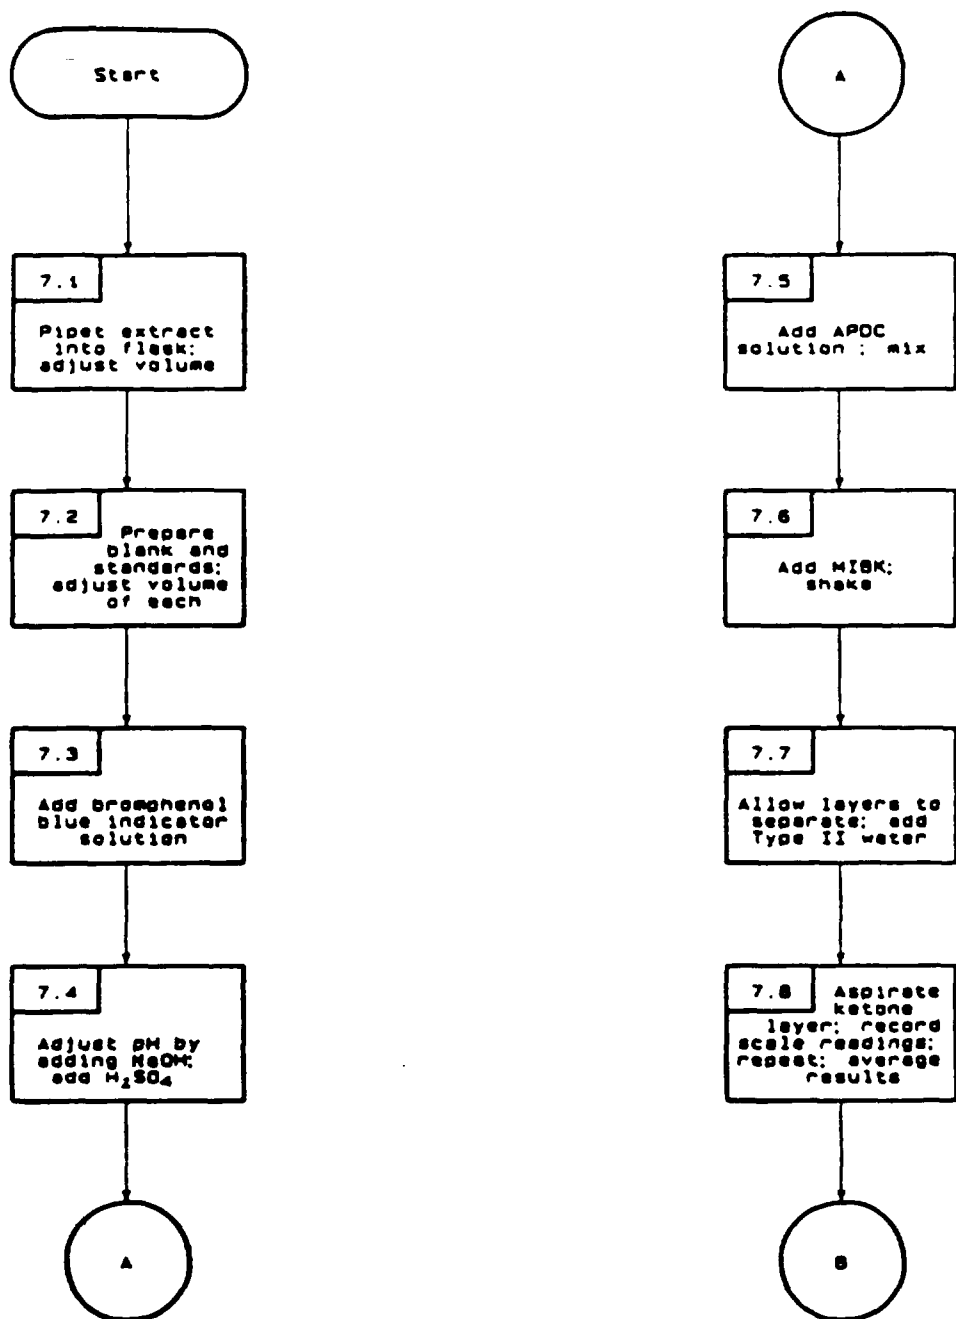 Start
7.1
Pipet extract
into flask;
adjust volume
7.2
Prepare
blank and
standards;
adjust volume
of each
7.3
Add bromphenol
blue indicator
solution
7.4
Adjust pH by
adding NaOH;
add H₂SO₄
A
A
7.5
Add APDC
solution ; mix
7.6
Add MIBK;
shake
7.7
Allow layers to
separate; add
Type II water
7.8 Aspirate
ketone
layer; record
scale readings;
repeat; average
results
B